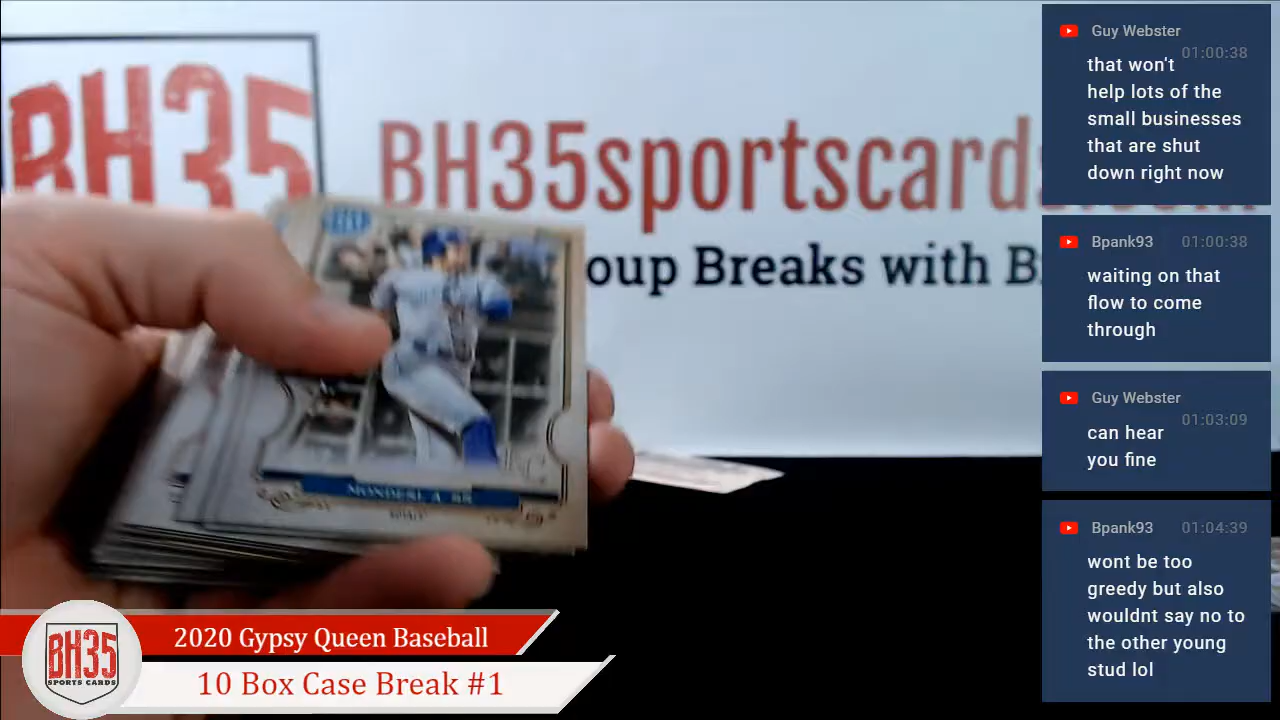 BH35
BH35sportscards.com
oup Breaks with B
MONDESI, A. SS
2020 Gypsy Queen Baseball
10 Box Case Break #1
BH35
SPORTS CARDS
Guy Webster
01:00:38
that won't
help lots of the
small businesses
that are shut
down right now
Bpank93 01:00:38
waiting on that
flow to come
through
Guy Webster
01:03:09
can hear
you fine
Bpank93 01:04:39
wont be too
greedy but also
wouldnt say no to
the other young
stud lol